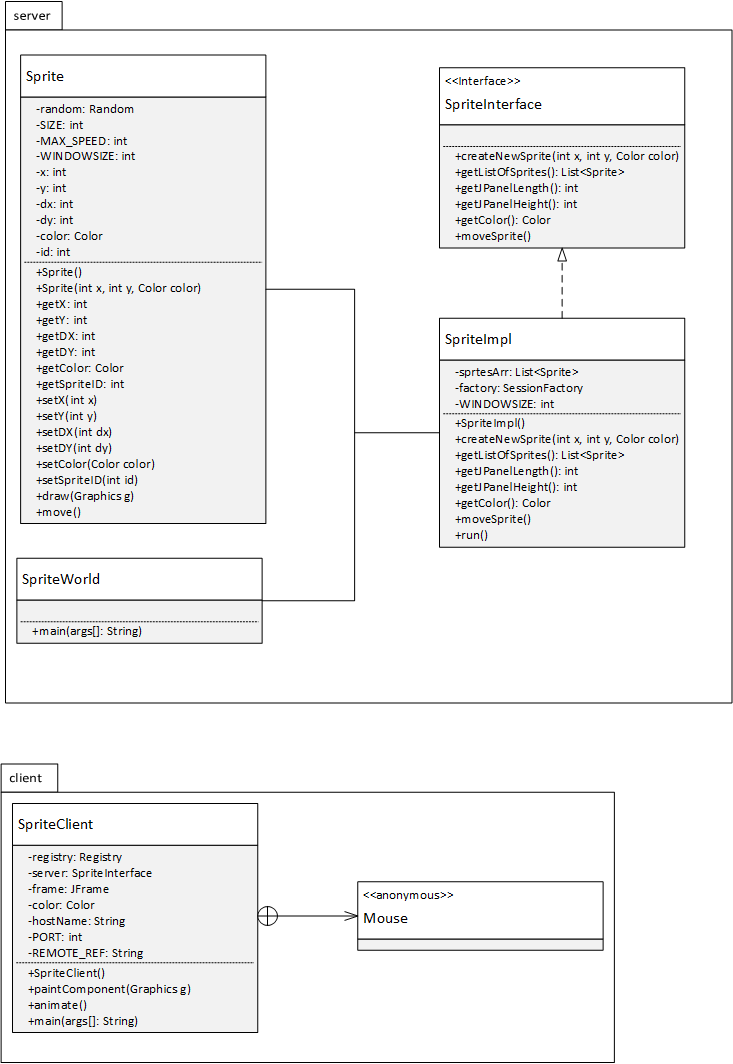 server
Sprite
-random: Random
-SIZE: int
-MAX_SPEED: int
-WINDOWSIZE: int
-x: int
-y: int
-dx: int
-dy: int
-color: Color
-id: int
+Sprite()
+Sprite(int x, int y, Color color)
+getX: int
+getY: int
+getDX: int
+getDY: int
+getColor: Color
+getSpriteID: int
+setX(int x)
+setY(int y)
+setDX(int dx)
+setDY(int dy)
+setColor(Color color)
+setSpriteID(int id)
+draw(Graphics g)
+move()
<<Interface>>
SpriteInterface
+createNewSprite(int x, int y, Color color)
+getListOfSprites(): List<Sprite>
+getJPanelLength(): int
+getJPanelHeight(): int
+getColor(): Color
+moveSprite()
SpriteImpl
-sprtesArr: List<Sprite>
-factory: SessionFactory
-WINDOWSIZE: int
+SpriteImpl()
+createNewSprite(int x, int y, Color color)
+getListOfSprites(): List<Sprite>
+getJPanelLength(): int
+getJPanelHeight(): int
+getColor(): Color
+moveSprite()
+run()
SpriteWorld
+main(args[]: String)
client
SpriteClient
-registry: Registry
-server: SpriteInterface
-frame: JFrame
-color: Color
-hostName: String
-PORT: int
-REMOTE_REF: String
+SpriteClient()
+paintComponent(Graphics g)
+animate()
+main(args[]: String)
<<anonymous>>
Mouse